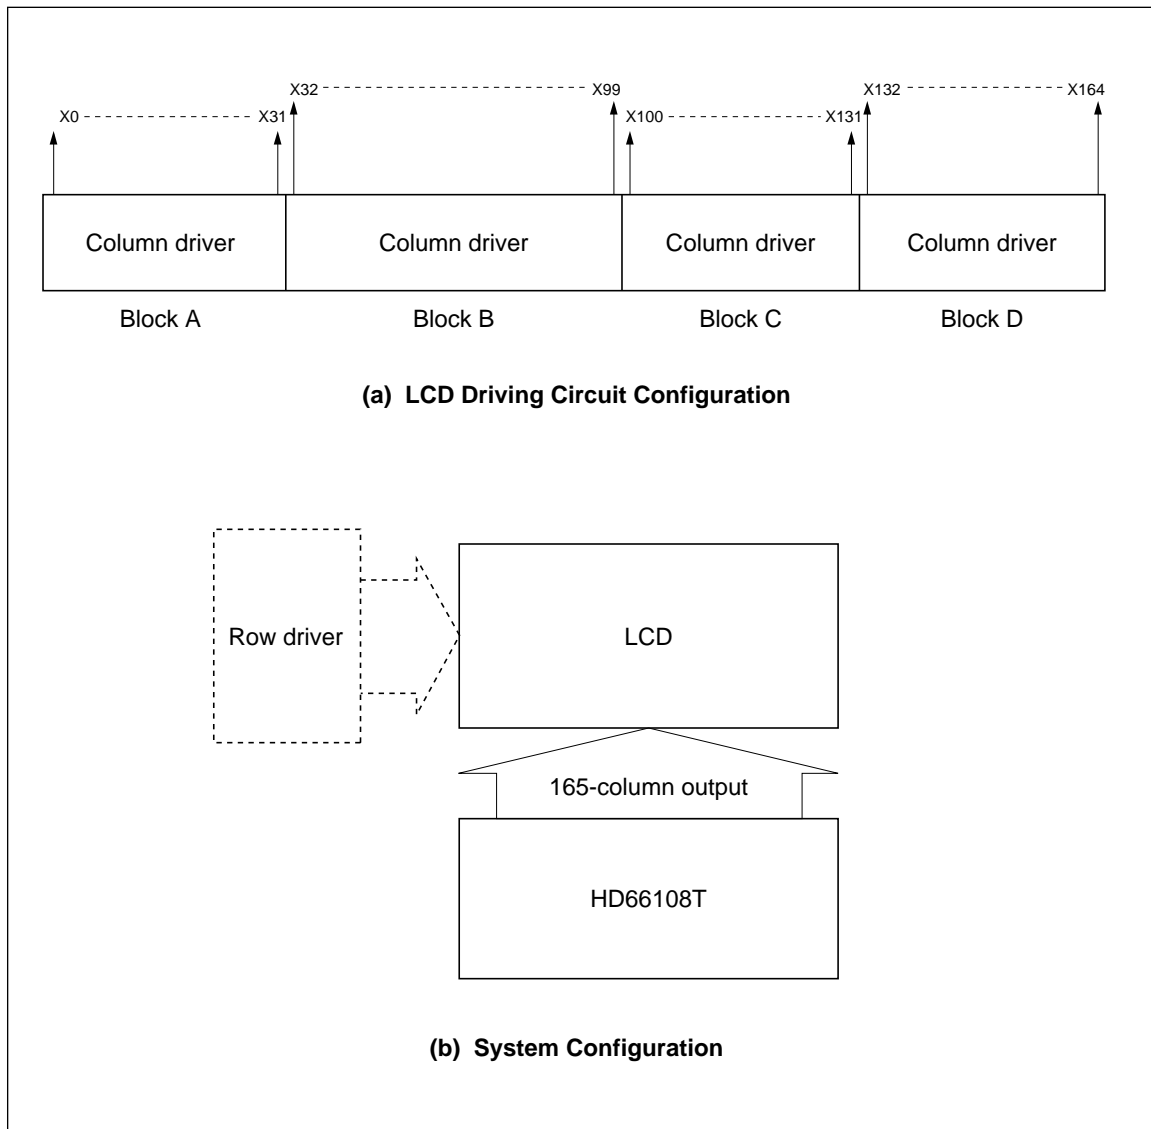 X32 X99 X132 X164
X0 X31 X100 X131
Column driver Column driver Column driver Column driver
Block A Block B Block C Block D
(a) LCD Driving Circuit Configuration
Row driver LCD
165-column output
HD66108T
(b) System Configuration